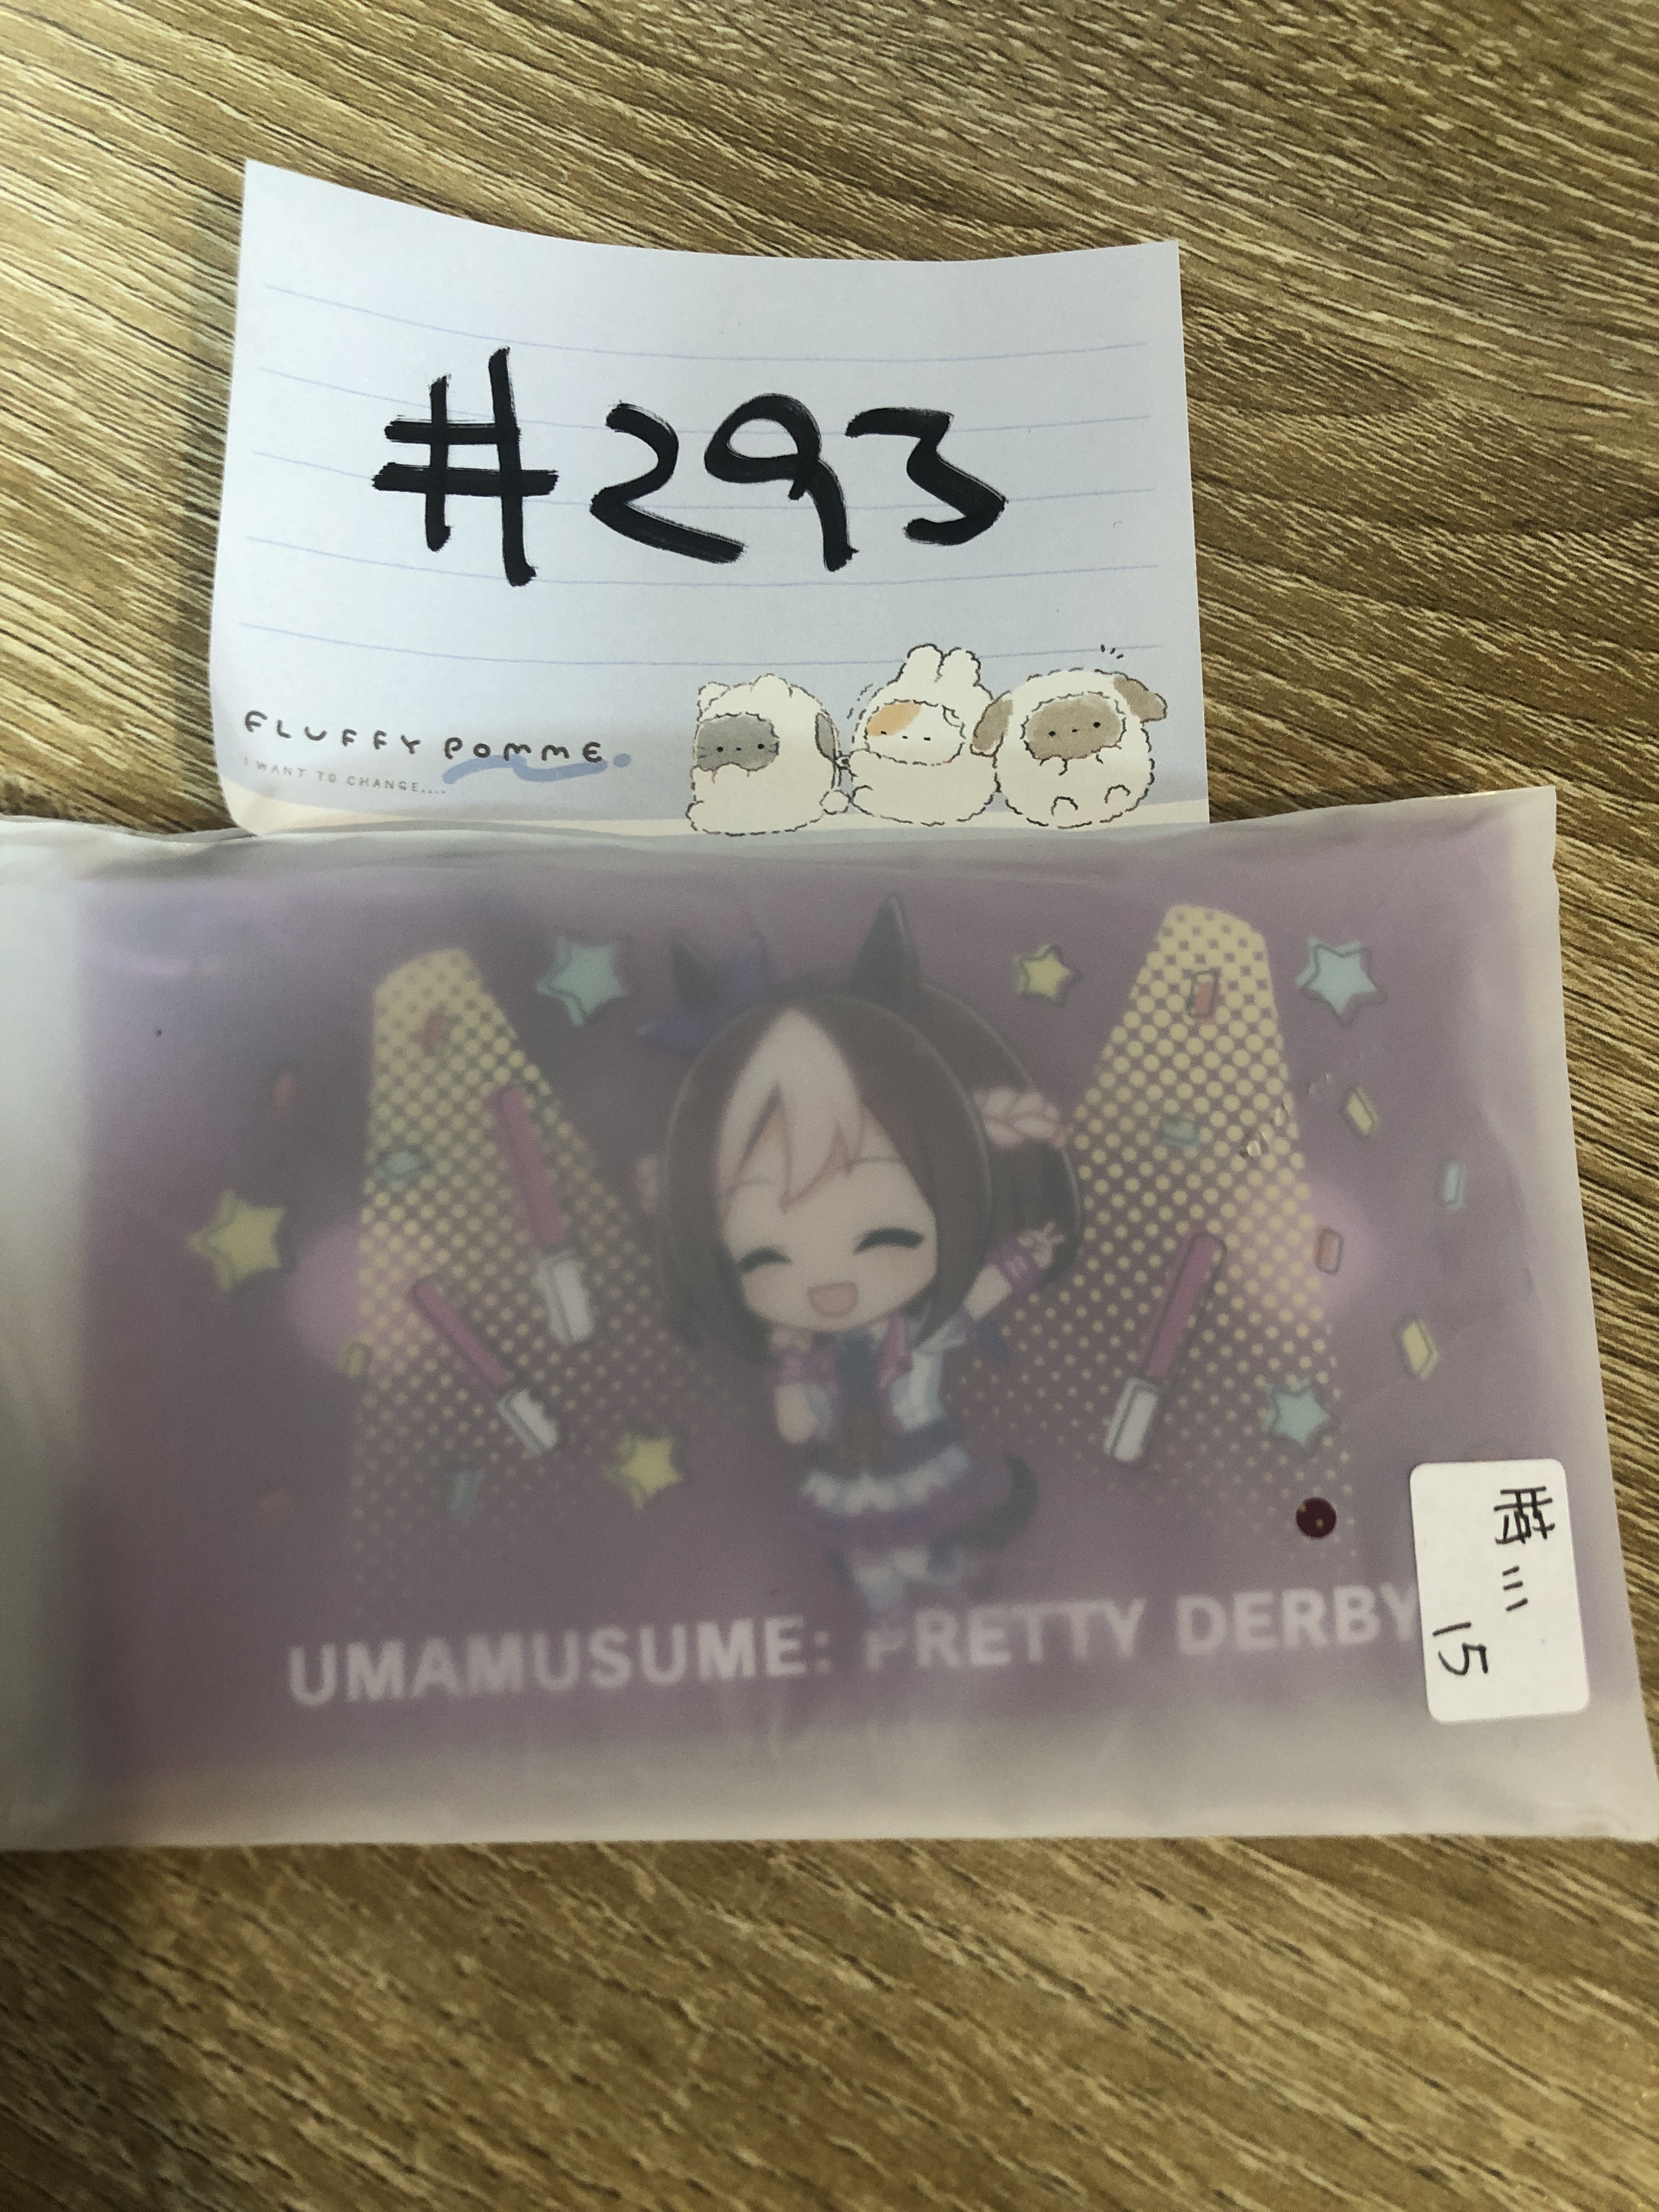 #293
FLUFFY POMME
I WANT TO CHANGE....
UMAMUSUME: PRETTY DERBY
15